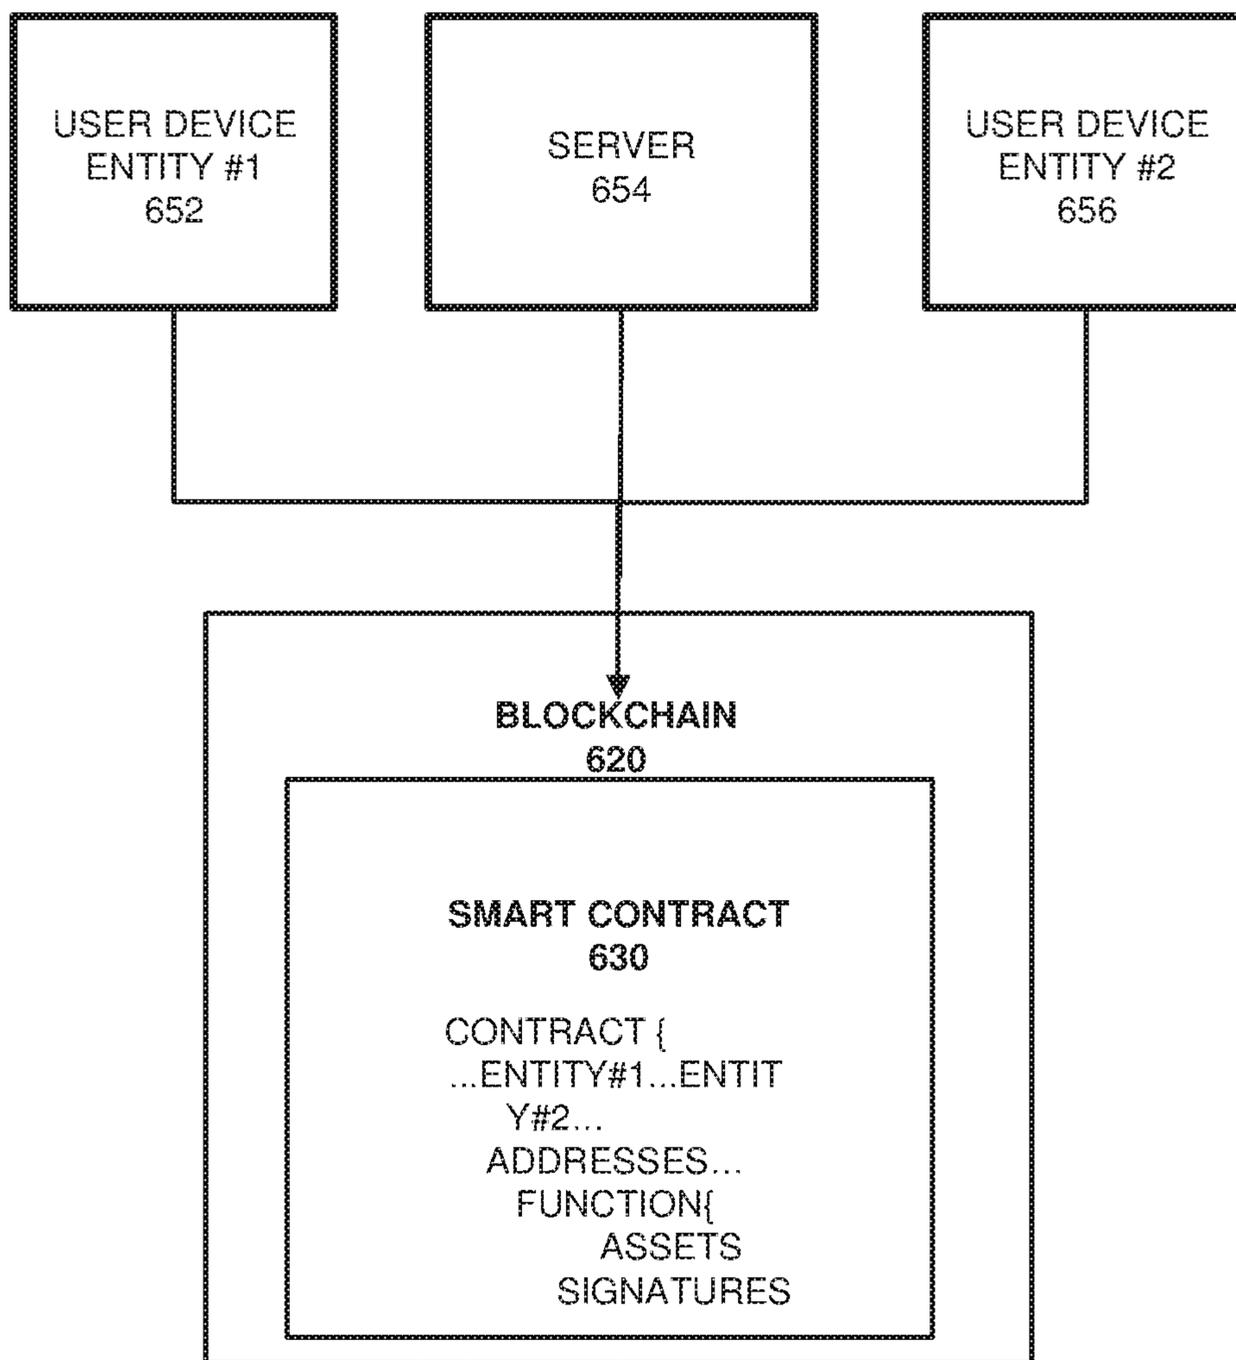 USER DEVICE
ENTITY #1
652
SERVER
654
USER DEVICE
ENTITY #2
656
BLOCKCHAIN
620
SMART CONTRACT
630
CONTRACT {
...ENTITY#1...ENTIT
Y#2...
ADDRESSES...
FUNCTION{
ASSETS
SIGNATURES